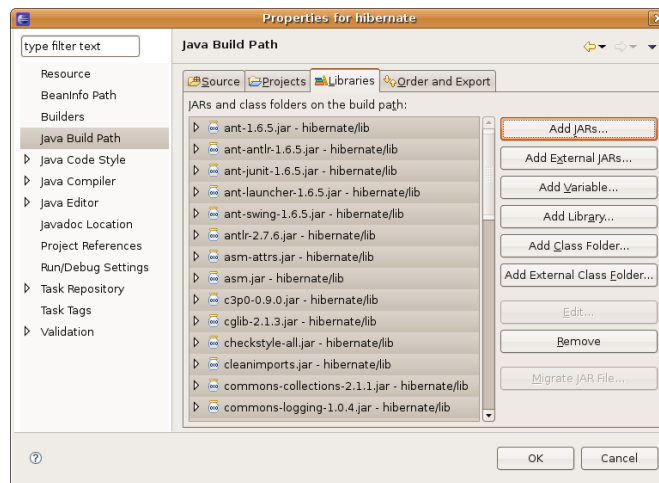 Properties for hibernate
type filter text
Java Build Path
Resource
BeanInfo Path
Builders
Java Build Path
Java Code Style
Java Compiler
Java Editor
Javadoc Location
Project References
Run/Debug Settings
Task Repository
Task Tags
Validation
Source
Projects
Libraries
Order and Export
JARs and class folders on the build path:
ant-1.6.5.jar - hibernate/lib
ant-antlr-1.6.5.jar - hibernate/lib
ant-junit-1.6.5.jar - hibernate/lib
ant-launcher-1.6.5.jar - hibernate/lib
ant-swing-1.6.5.jar - hibernate/lib
antlr-2.7.6.jar - hibernate/lib
asm-attrs.jar - hibernate/lib
asm.jar - hibernate/lib
c3p0-0.9.0.jar - hibernate/lib
cglib-2.1.3.jar - hibernate/lib
checkstyle-all.jar - hibernate/lib
cleanimports.jar - hibernate/lib
commons-collections-2.1.1.jar - hibernate/lib
commons-logging-1.0.4.jar - hibernate/lib
Add JARs...
Add External JARs...
Add Variable...
Add Library...
Add Class Folder...
Add External Class Folder...
Edit...
Remove
Migrate JAR File...
OK
Cancel